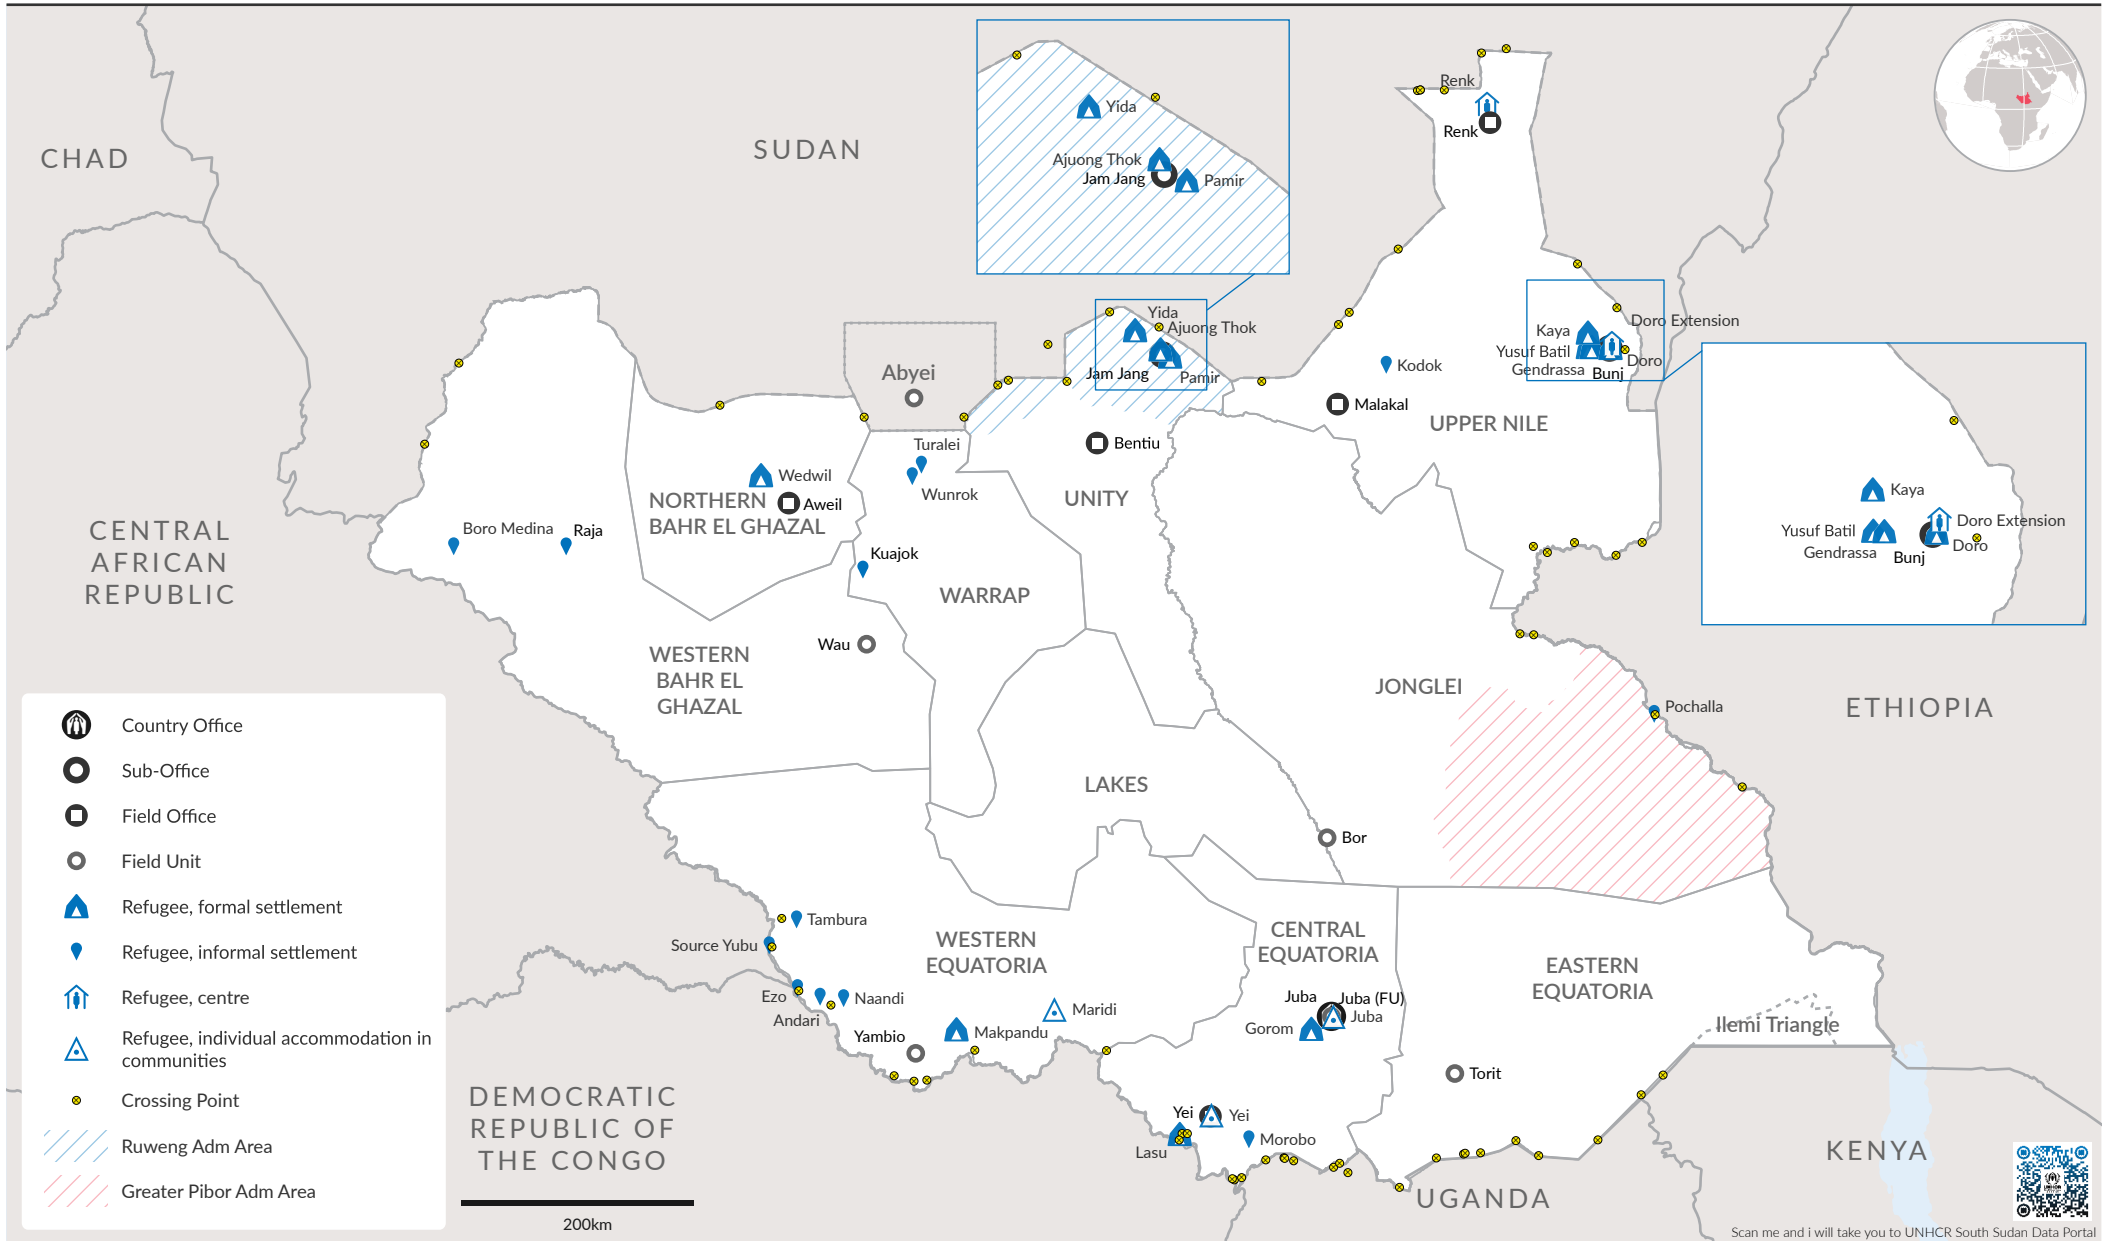 CHAD
SUDAN
Yida
Ajuong Thok
Jam Jang
Pamir
Renk
Renk
Yida
Ajuong Thok
Jam Jang
Pamir
Abyei
Kodok
Malakal
UPPER NILE
Kaya
Yusuf Batil
Gendrassa
Bunj
Doro Extension
Doro
Kaya
Yusuf Batil
Gendrassa
Bunj
Doro Extension
Doro
Bentiu
UNITY
Turalei
Wunrok
Wedwil
Aweil
NORTHERN
BAHR EL GHAZAL
Boro Medina
Raja
Kuajok
WARRAP
CENTRAL
AFRICAN
REPUBLIC
Wau
WESTERN
BAHR EL
GHAZAL
JONGLEI
Pochalla
ETHIOPIA
LAKES
Bor
Country Office
Sub-Office
Field Office
Field Unit
Refugee, formal settlement
Refugee, informal settlement
Refugee, centre
Refugee, individual accommodation in
communities
Crossing Point
Ruweng Adm Area
Greater Pibor Adm Area
Tambura
Source Yubu
Ezo
Andari
Naandi
Yambio
Makpandu
Maridi
WESTERN
EQUATORIA
CENTRAL
EQUATORIA
Juba
Juba (FU)
Juba
Gorom
EASTERN
EQUATORIA
Ilemi Triangle
Torit
Yei
Yei
Lasu
Morobo
DEMOCRATIC
REPUBLIC OF
THE CONGO
200km
UGANDA
KENYA
UNHCR
Scan me and i will take you to UNHCR South Sudan Data Portal